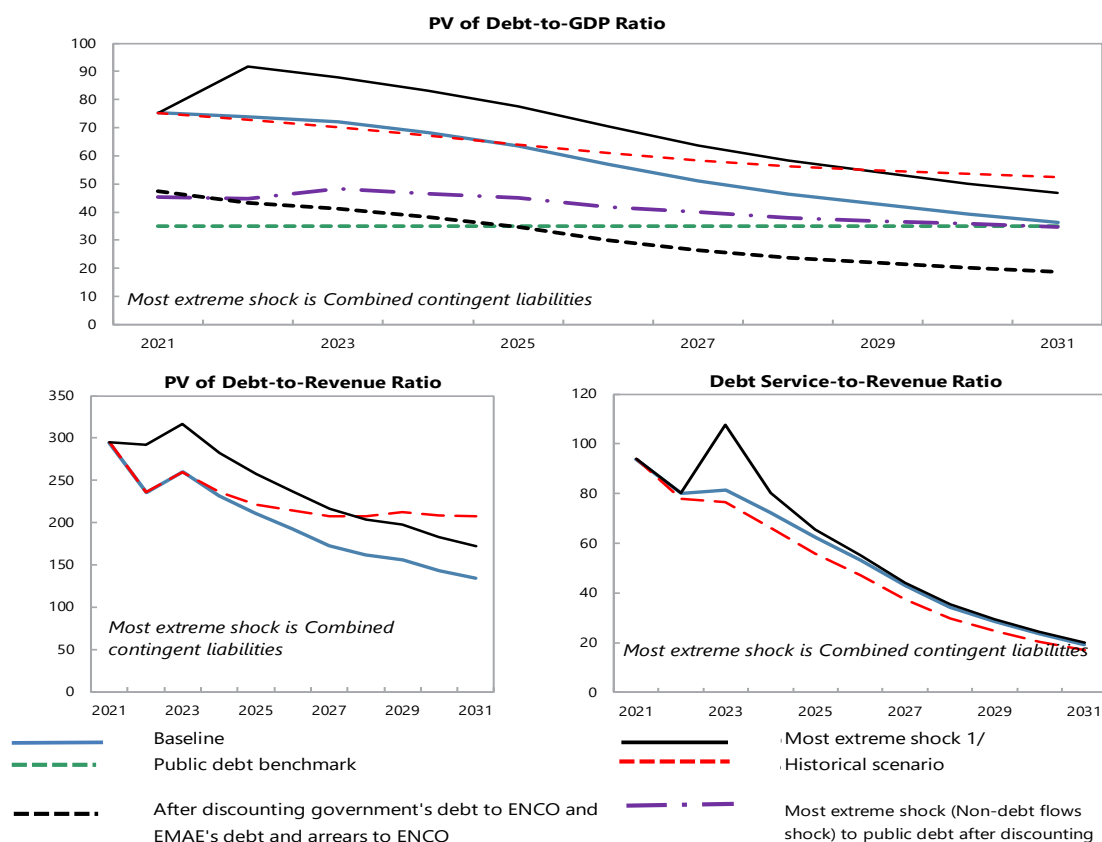 PV of Debt-to-GDP Ratio
100
90
80
70
60
50
40
30
20
10
0
Most extreme shock is Combined contingent liabilities
2021 2023 2025 2027 2029 2031
PV of Debt-to-Revenue Ratio
350
300
250
200
150
100
50
0
Most extreme shock is Combined
contingent liabilities
2021 2023 2025 2027 2029 2031
Debt Service-to-Revenue Ratio
120
100
80
60
40
20
0
Most extreme shock is Combined contingent liabilities
2021 2023 2025 2027 2029 2031
Baseline
Public debt benchmark
After discounting government's debt to ENCO and
EMAE's debt and arrears to ENCO
Most extreme shock 1/
Historical scenario
Most extreme shock (Non-debt flows
shock) to public debt after discounting